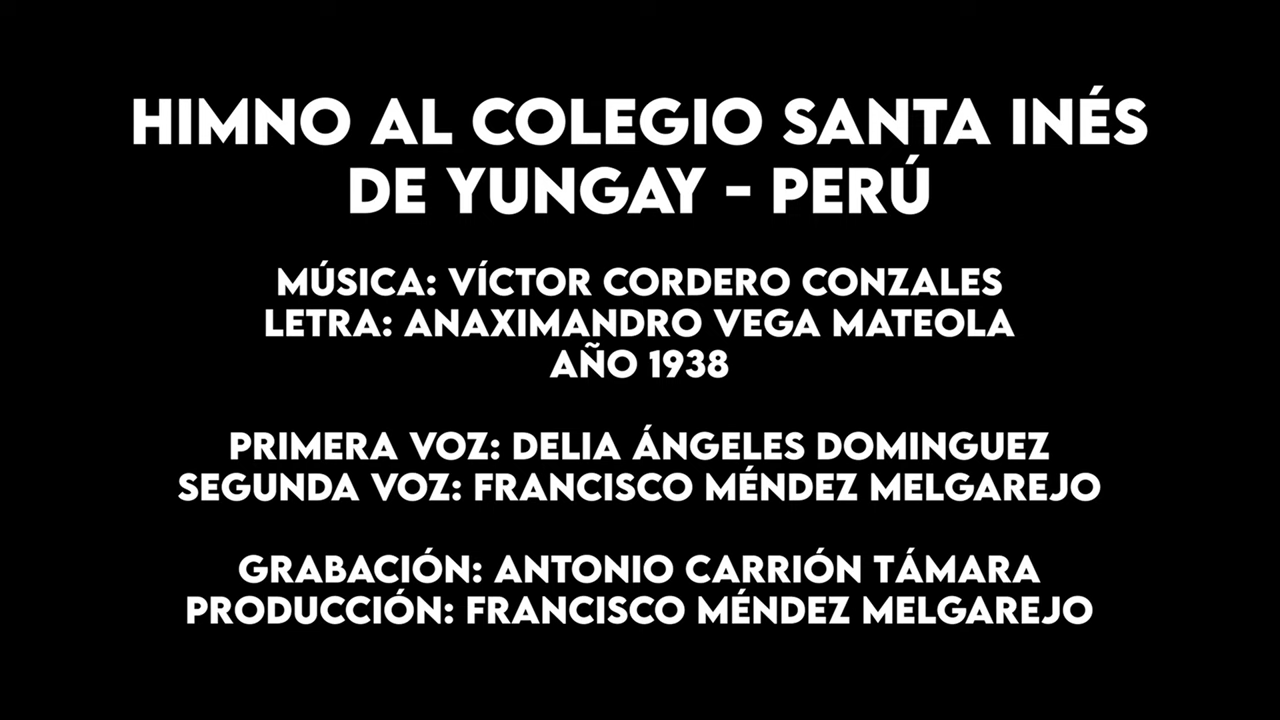 HIMNO AL COLEGIO SANTA INÉS
DE YUNGAY - PERÚ
MÚSICA: VÍCTOR CORDERO CONZALES
LETRA: ANAXIMANDRO VEGA MATEOLA
AÑO 1938
PRIMERA VOZ: DELIA ÁNGELES DOMINGUEZ
SEGUNDA VOZ: FRANCISCO MÉNDEZ MELGAREJO
GRABACIÓN: ANTONIO CARRIÓN TÁMARA
PRODUCCIÓN: FRANCISCO MÉNDEZ MELGAREJO